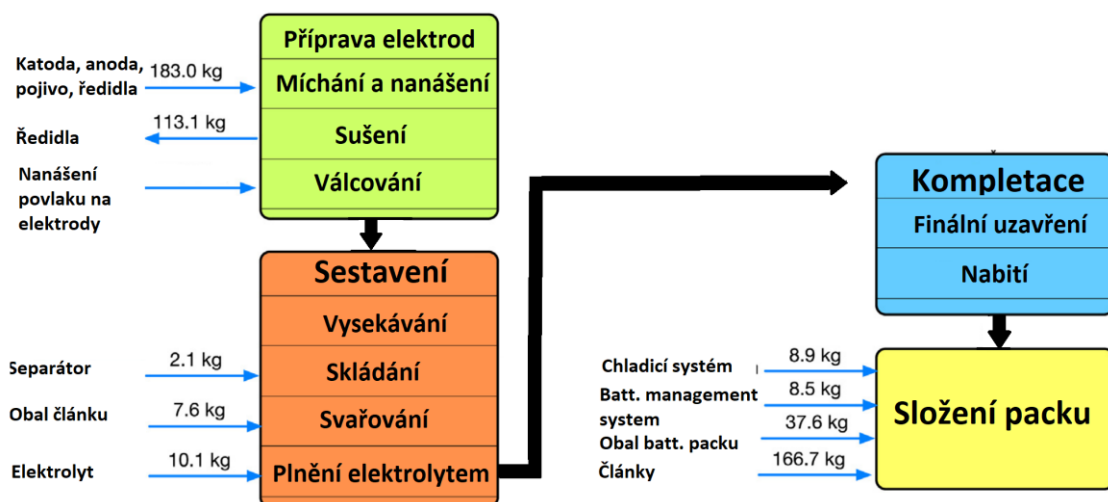 Příprava elektrod
Katoda, anoda,
pojivo, ředidla
183.0 kg
Míchání a nanášení
Ředidla
113.1 kg
Sušení
Nanášení
povlaku na
elektrody
Válcování
Sestavení
Vysekávání
Separátor
2.1 kg
Skládání
Obal článku
7.6 kg
Svařování
Elektrolyt
10.1 kg
Plnění elektrolytem
Kompletace
Finální uzavření
Nabití
Chladicí systém
8.9 kg
Batt. management
system
8.5 kg
Obal batt. packu
37.6 kg
Články
166.7 kg
Složení packu